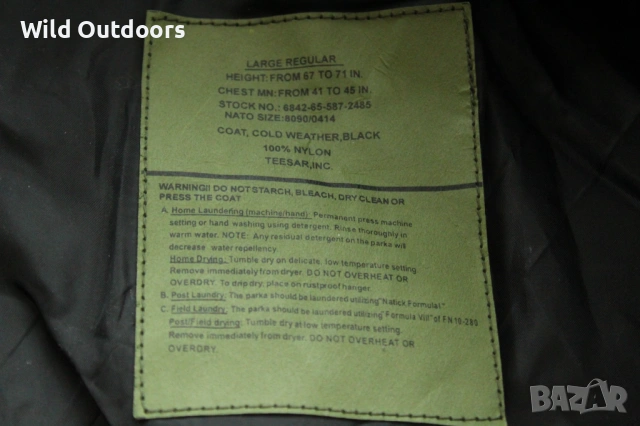 Wild Outdoors
LARGE REGULAR
HEIGHT: FROM 67 TO 71 IN.
CHEST MN: FROM 41 TO 45 IN.
STOCK NO.: 6842-65-587-2485
NATO SIZE:8090/0414
COAT, COLD WEATHER,BLACK
100% NYLON
TEESAR,INC.
WARNING!! DO NOT STARCH, BLEACH, DRY CLEAN OR
PRESS THE COAT
A. Home Laundering (machine/hand): Permanent press machine
setting or hand washing using detergent. Rinse thoroughly in
warm water. NOTE: Any residual detergent on the parka will
decrease water repellency.
Home Drying: Tumble dry on delicate, low temperature setting
Remove immediately from dryer. DO NOT OVERHEAT OR
OVERDRY. To drip dry, place on rustproof hanger.
B. Post Laundry: The parka should be laundered utilizing "Natick Formula I."
C. Field Laundry: The parka should be laundered utilizing "Formula VIII" of FN 10-280
Post/Field drying: Tumble dry at low temperature setting.
Remove immediately from dryer. DO NOT OVERHEAT OR
OVERDRY.
BAZAR